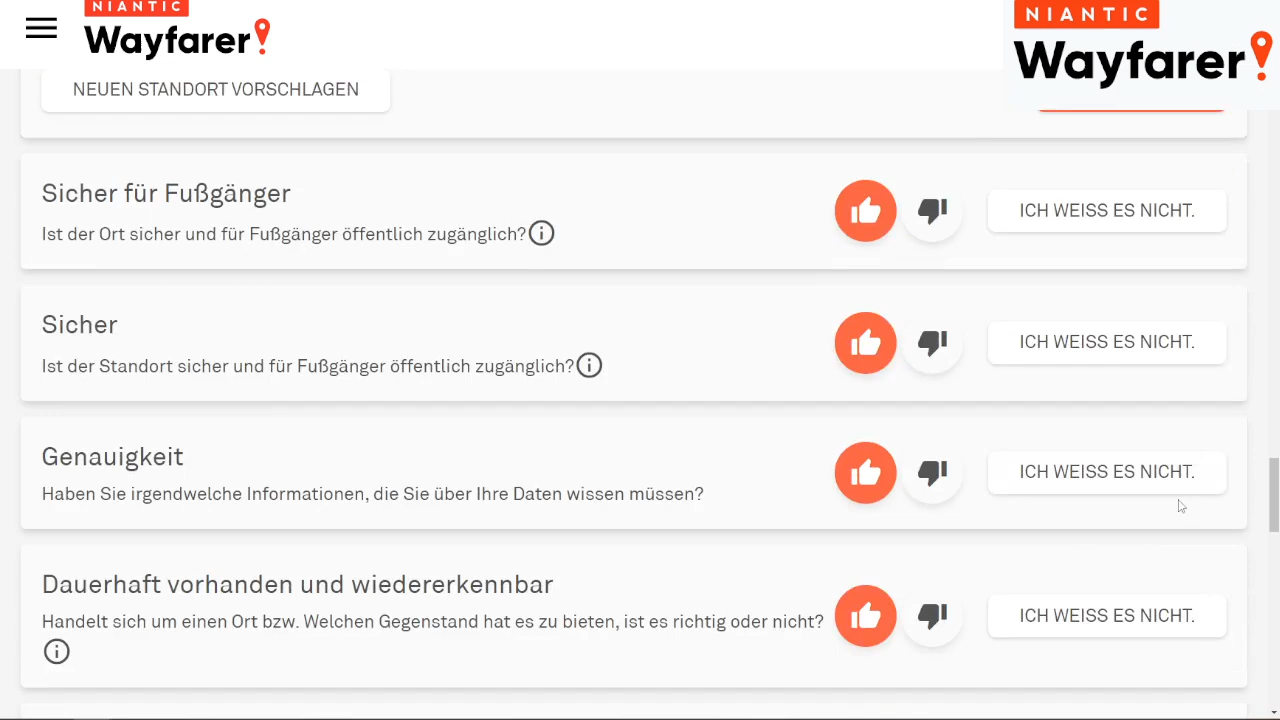 NIANTIC
Wayfarer
NIANTIC
Wayfarer
NEUEN STANDORT VORSCHLAGEN
Sicher für Fußgänger
ICH WEISS ES NICHT.
Ist der Ort sicher und für Fußgänger öffentlich zugänglich?
Sicher
ICH WEISS ES NICHT.
Ist der Standort sicher und für Fußgänger öffentlich zugänglich?
Genauigkeit
ICH WEISS ES NICHT.
Haben Sie irgendwelche Informationen, die Sie über Ihre Daten wissen müssen?
Dauerhaft vorhanden und wiedererkennbar
ICH WEISS ES NICHT.
Handelt sich um einen Ort bzw. Welchen Gegenstand hat es zu bieten, ist es richtig oder nicht?